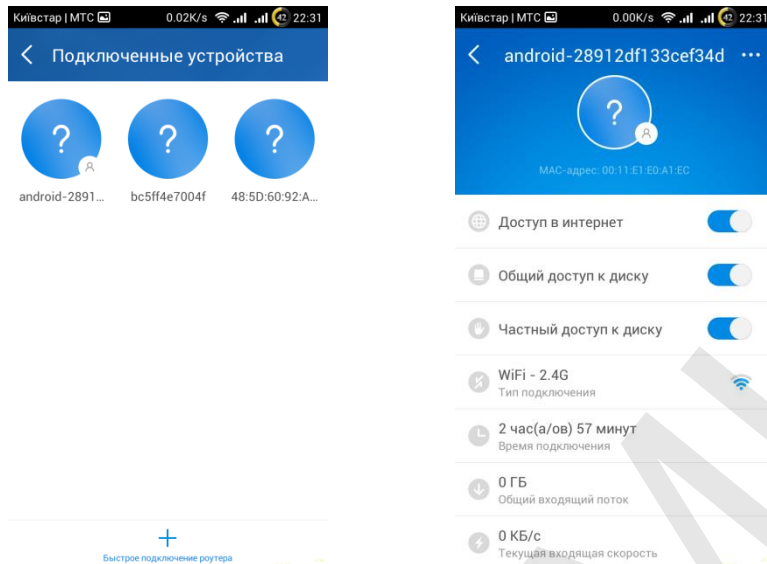 Київстар | МТС 0.02K/s 42 22:31
Подключенные устройства
android-2891...
bc5ff4e7004f
48:5D:60:92:A...
Быстрое подключение роутера
Київстар | МТС 0.00K/s 42 22:31
android-28912df133cef34d
MAC-адрес: 00:11:E1:E0:A1:EC
Доступ в интернет
Общий доступ к диску
Частный доступ к диску
WiFi - 2.4G
Тип подключения
2 час(а/ов) 57 минут
Время подключения
0 ГБ
Общий входящий поток
0 КБ/с
Текущая входящая скорость